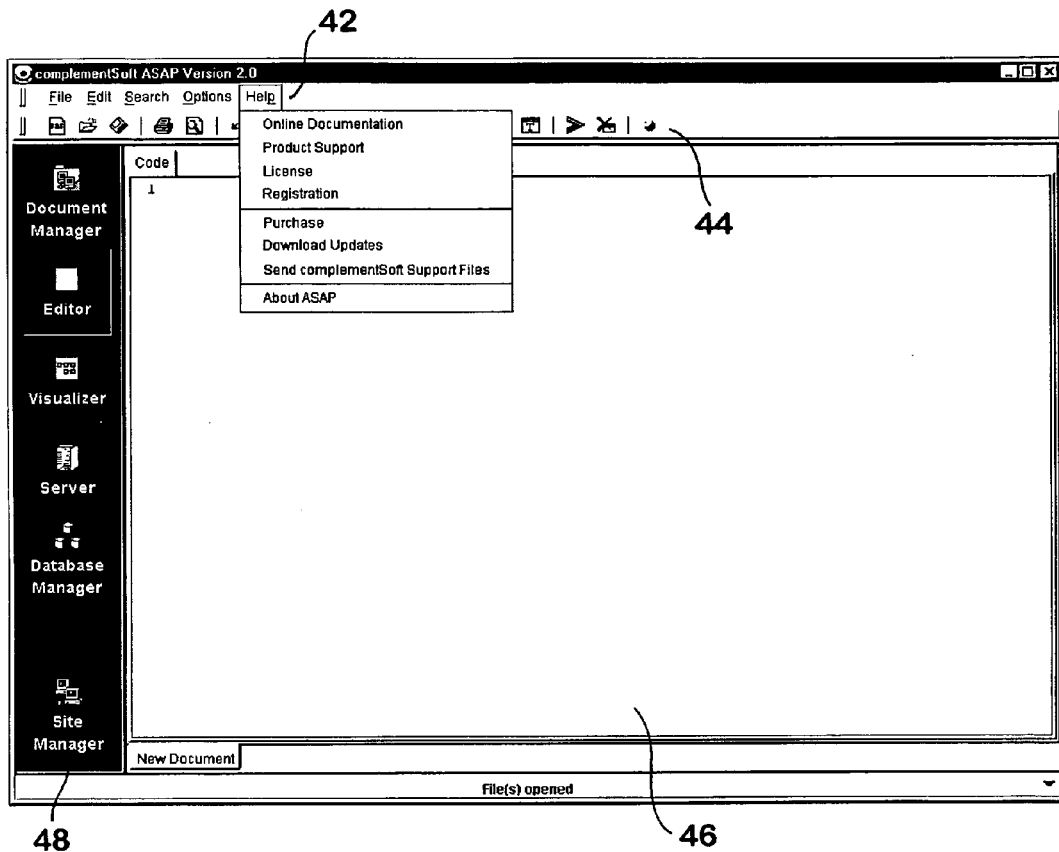 42
complementSoft ASAP Version 2.0
File Edit Search Options Help
Online Documentation
Product Support
License
Registration
Purchase
Download Updates
Send complementSoft Support Files
About ASAP
44
Code
1
Document
Manager
Editor
Visualizer
Server
Database
Manager
Site
Manager
New Document
File(s) opened
48
46